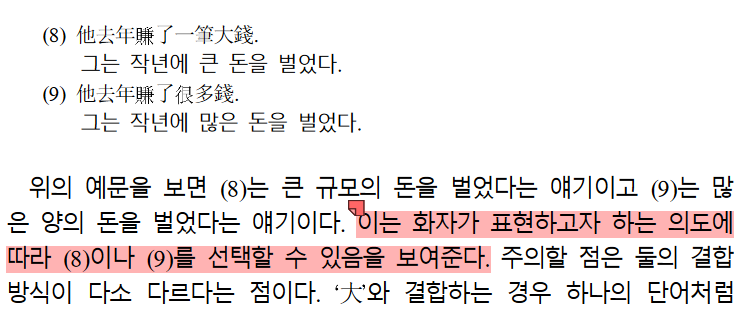 (8) 他去年賺了一筆大錢.
그는 작년에 큰 돈을 벌었다.
(9) 他去年賺了很多錢.
그는 작년에 많은 돈을 벌었다.
위의 예문을 보면 (8)는 큰 규모의 돈을 벌었다는 얘기이고 (9)는 많
은 양의 돈을 벌었다는 얘기이다. 이는 화자가 표현하고자 하는 의도에
따라 (8)이나 (9)를 선택할 수 있음을 보여준다. 주의할 점은 둘의 결합
방식이 다소 다르다는 점이다. ‘大’와 결합하는 경우 하나의 단어처럼